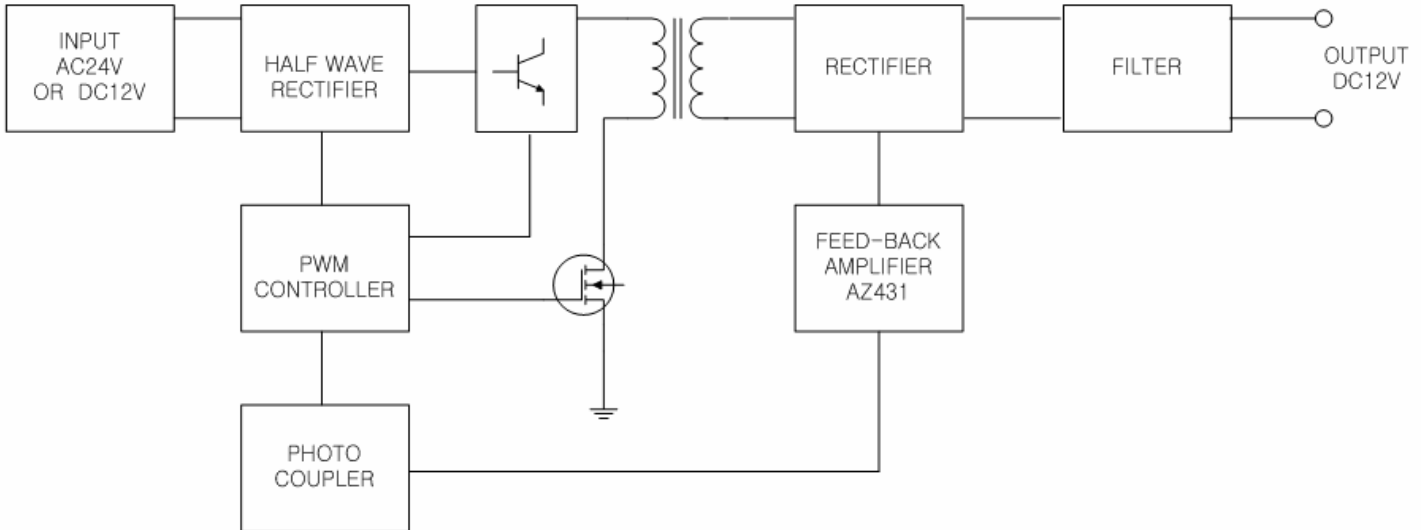 INPUT
AC24V
OR DC12V
HALF WAVE
RECTIFIER
RECTIFIER
FILTER
OUTPUT
DC12V
PWM
CONTROLLER
FEED-BACK
AMPLIFIER
AZ431
PHOTO
COUPLER